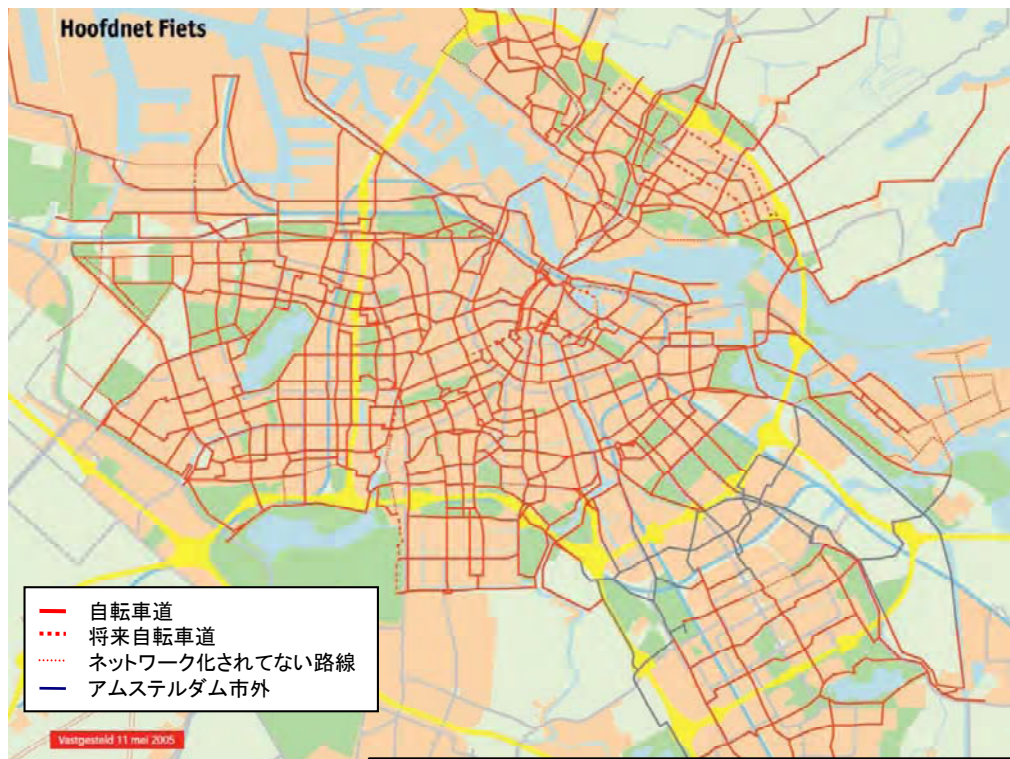 Hoofdnet Fiets
自転車道
将来自転車道
ネットワーク化されてない路線
アムステルダム市外
Vastgesteld 11 mei 2005